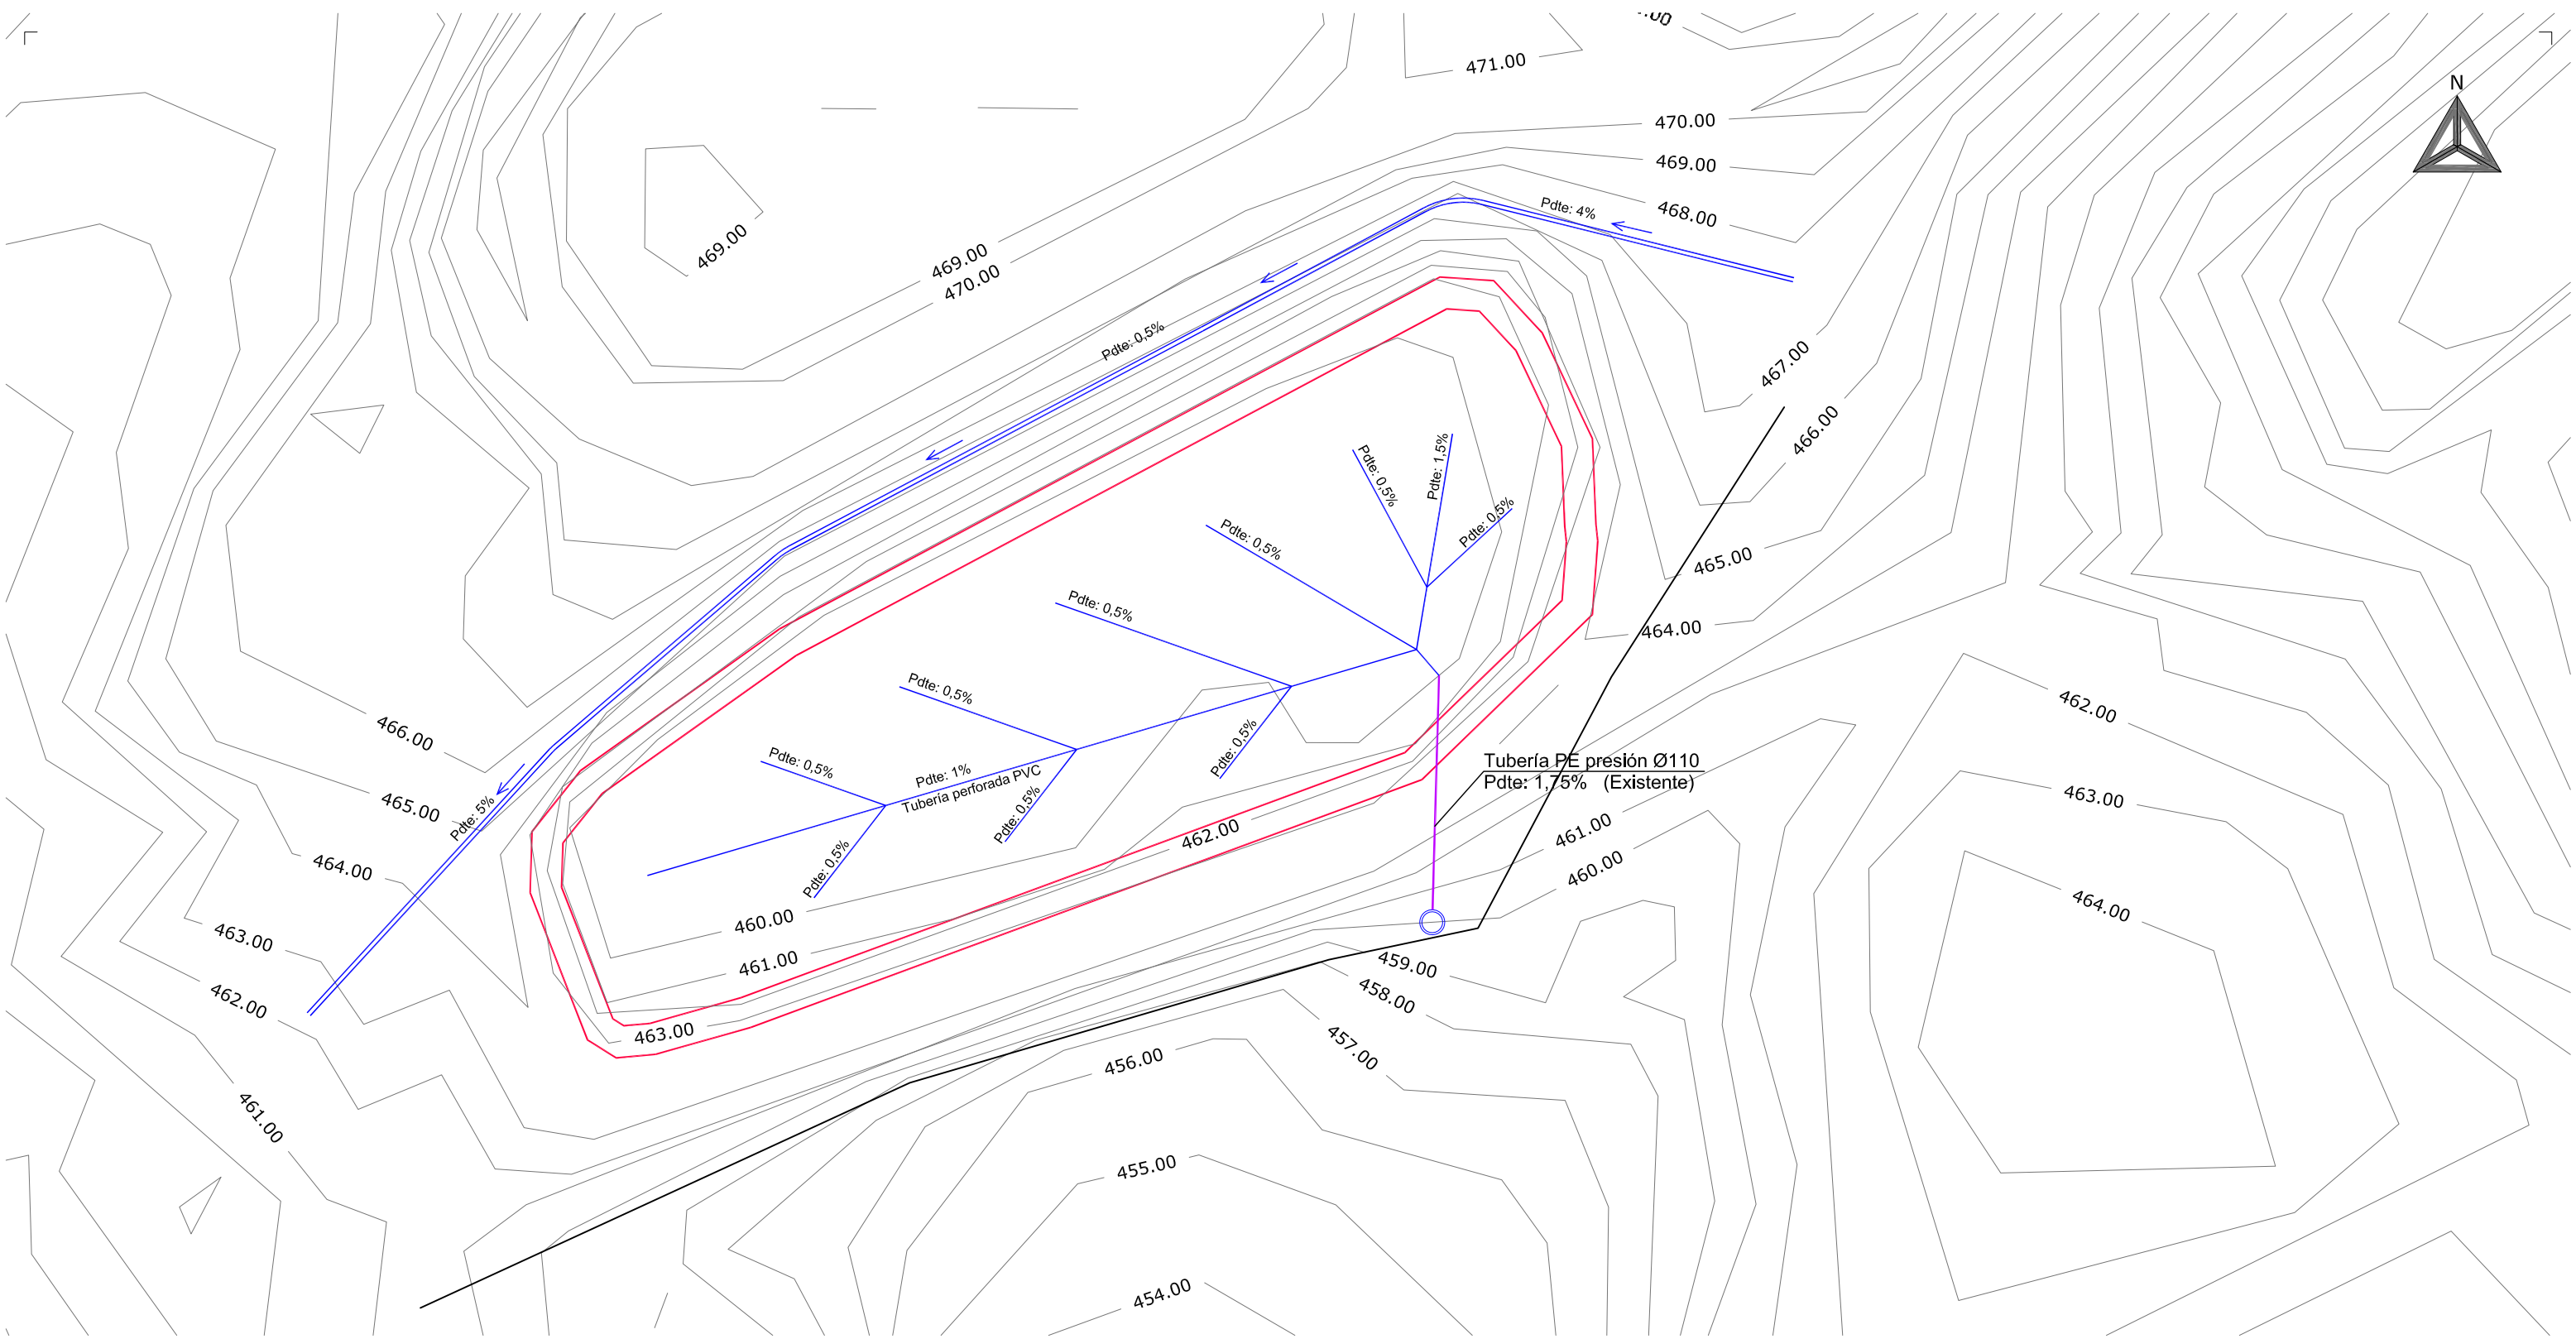 471.00
N
470.00
469.00
468.00
Pdte: 4%
469.00
469.00
470.00
Pdte: 0,5%
467.00
466.00
Pdte: 1,5%
Pdte: 0,5%
Pdte: 0,5%
Pdte: 0,5%
465.00
Pdte: 0,5%
464.00
Pdte: 0,5%
462.00
466.00
Pdte: 0,5%
Pdte: 0,5%
Pdte: 1%
Tubería perforada PVC
Tubería PE presión Ø110
Pdte: 1,75% (Existente)
463.00
465.00
Pdte: 5%
Pdte: 0,5%
462.00
461.00
464.00
Pdte: 0,5%
460.00
464.00
460.00
463.00
461.00
459.00
462.00
458.00
463.00
457.00
456.00
461.00
455.00
454.00